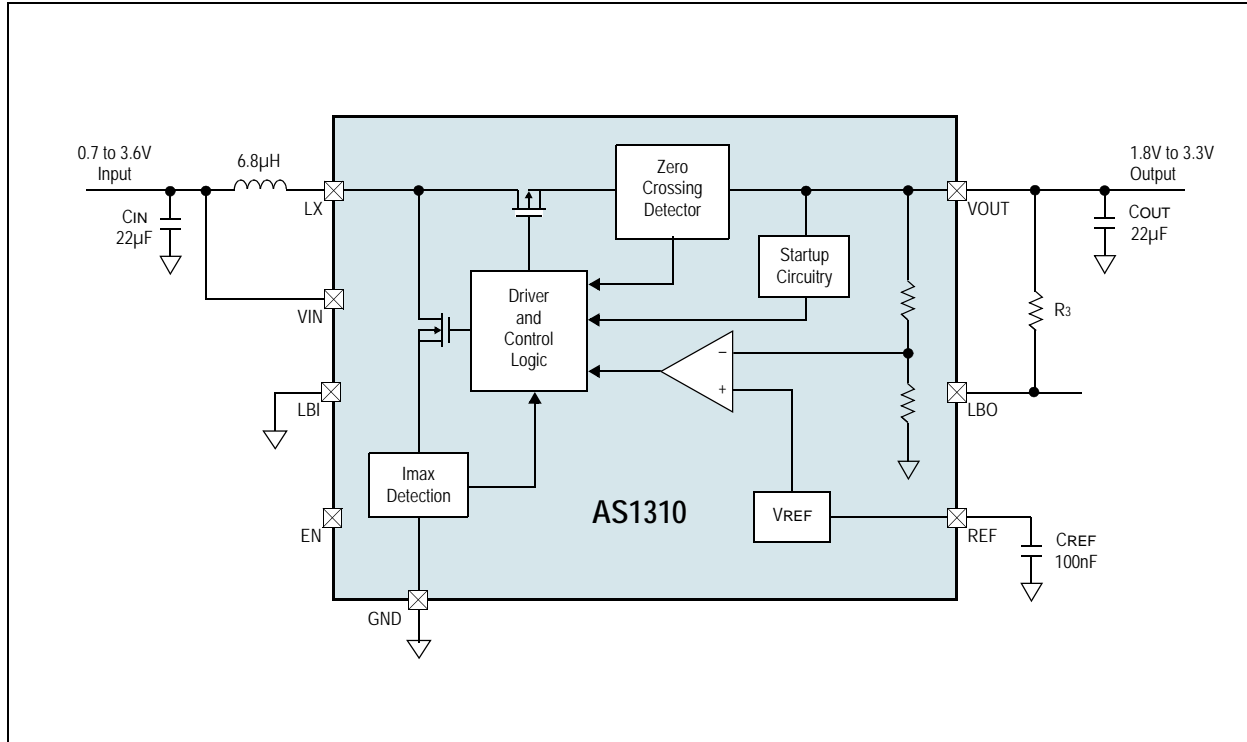 0.7 to 3.6V
Input
6.8µH
LX
CIN
22µF
VIN
LBI
EN
GND
Zero
Crossing
Detector
Startup
Circuitry
Driver
and
Control
Logic
–
+
Imax
Detection
AS1310
VREF
1.8V to 3.3V
Output
VOUT
COUT
22µF
R3
LBO
REF
CREF
100nF